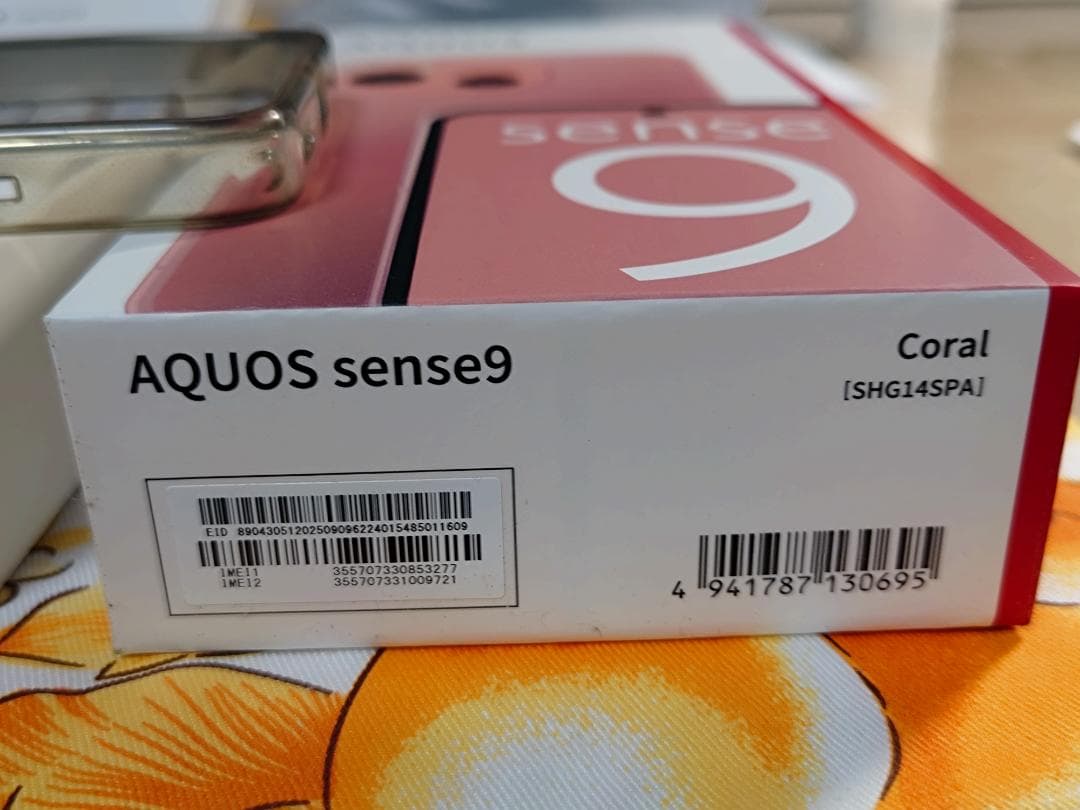 sense
9
AQUOS sense9
Coral
[SHG14SPA]
EID 89043051202509096224015485011609
IMEI1 355707330853277
IMEI2 355707331009721
4 941787 130695